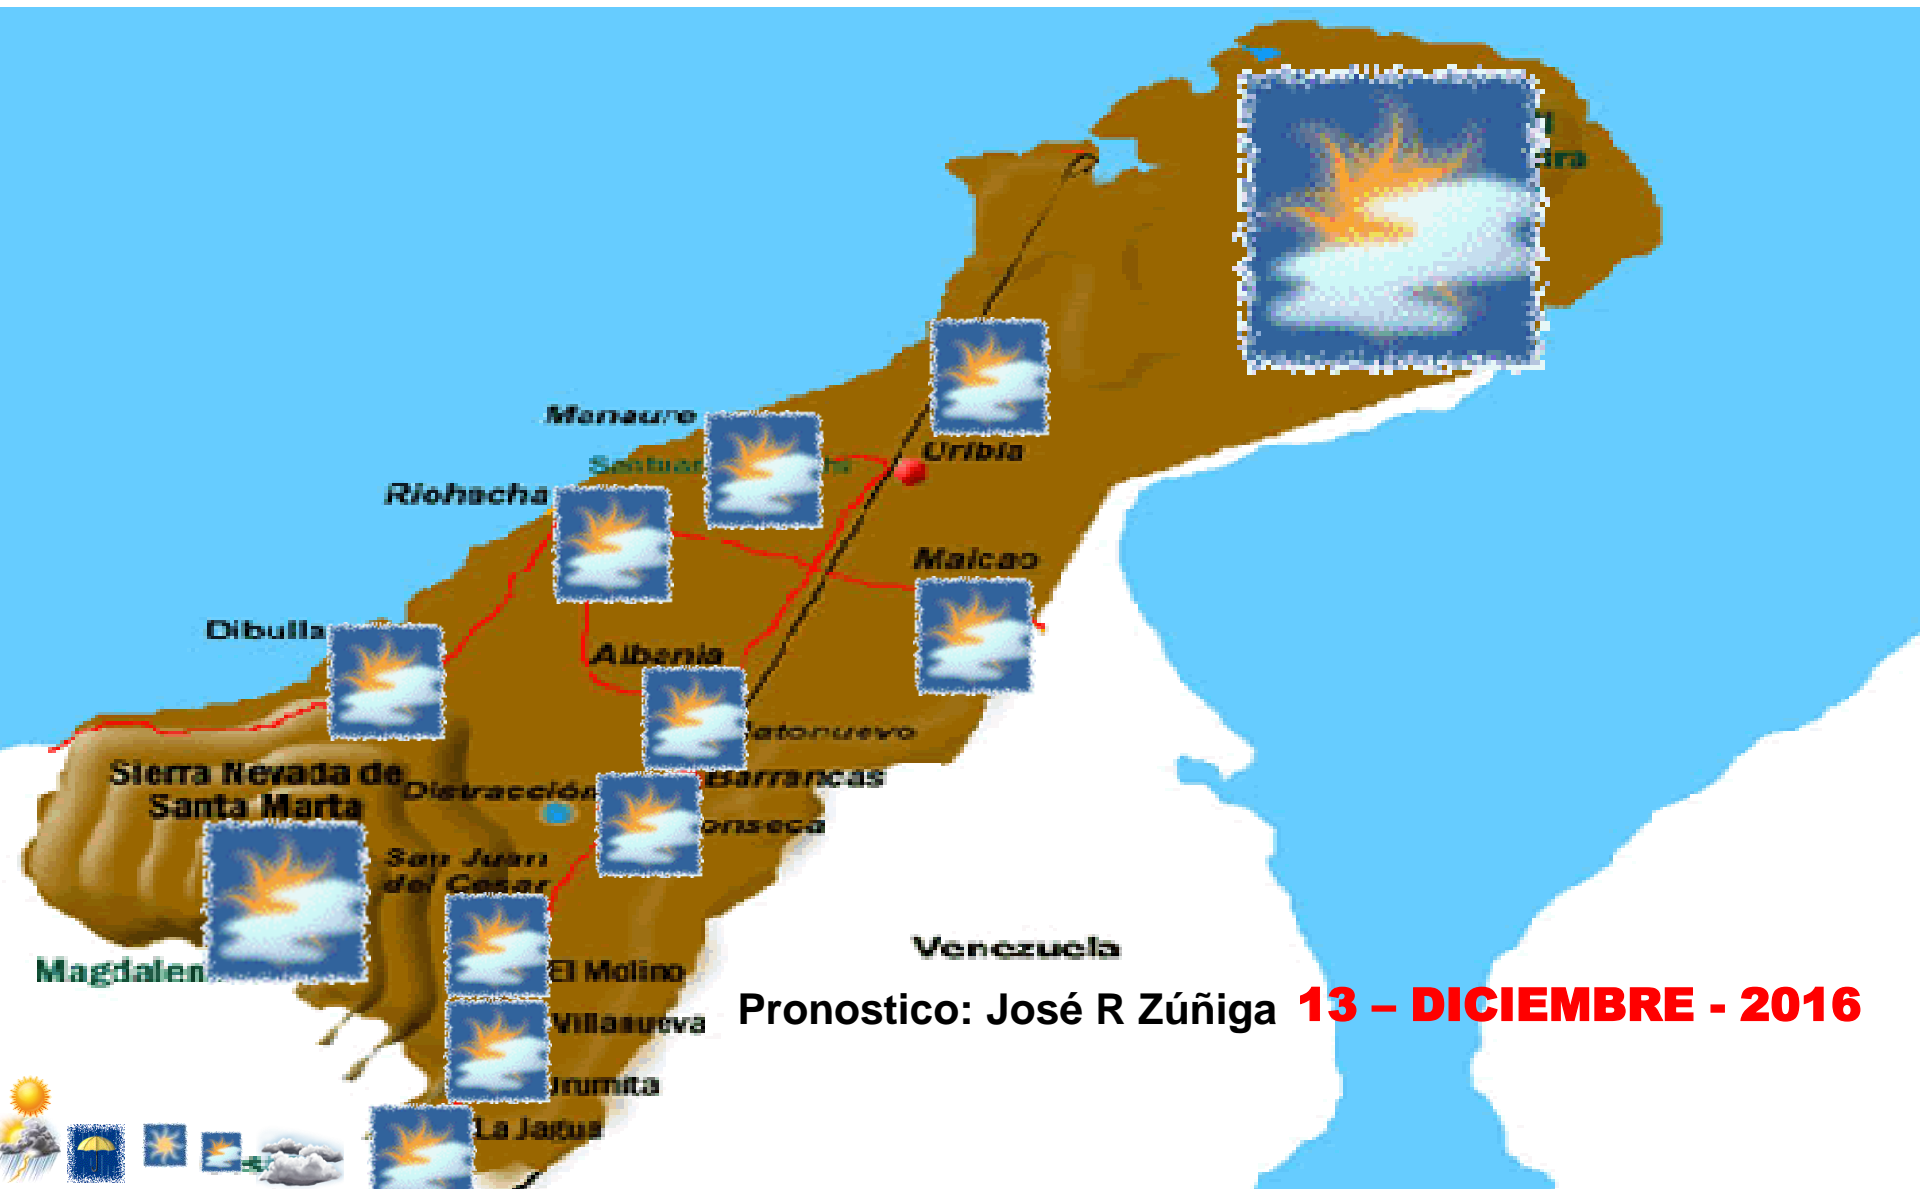 Manaure
Uribia
Riohacha
Maicao
Dibulla
Albania
Sierra Nevada de
Santa Marta
Distracción
Barrancas
San Juan
del Cesar
Venezuela
El Molino
Pronostico: José R Zúñiga 13 – DICIEMBRE - 2016
Villanueva
La Jagua